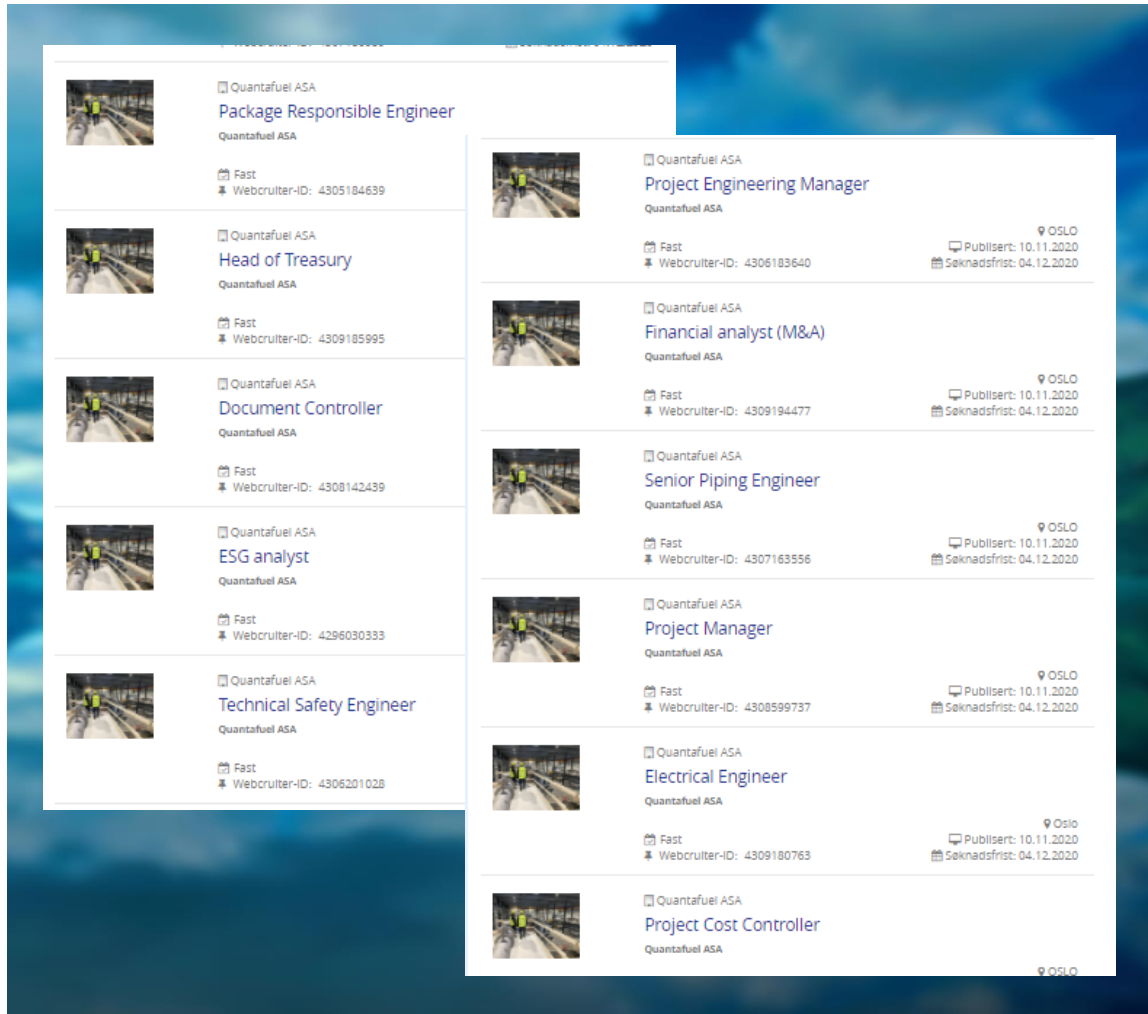 Quantafuel ASA
Package Responsible Engineer
Quantafuel ASA
Fast
Webcruiter-ID: 4305184639
Quantafuel ASA
Head of Treasury
Quantafuel ASA
Fast
Webcruiter-ID: 4309185995
Quantafuel ASA
Document Controller
Quantafuel ASA
Fast
Webcruiter-ID: 4308142439
Quantafuel ASA
ESG analyst
Quantafuel ASA
Fast
Webcruiter-ID: 4296030333
Quantafuel ASA
Technical Safety Engineer
Quantafuel ASA
Fast
Webcruiter-ID: 4306201028
Quantafuel ASA
Project Engineering Manager
Quantafuel ASA
OSLO
Fast Publisert: 10.11.2020
Webcruiter-ID: 4306183640 Søknadsfrist: 04.12.2020
Quantafuel ASA
Financial analyst (M&A)
Quantafuel ASA
OSLO
Fast Publisert: 10.11.2020
Webcruiter-ID: 4309194477 Søknadsfrist: 04.12.2020
Quantafuel ASA
Senior Piping Engineer
Quantafuel ASA
OSLO
Fast Publisert: 10.11.2020
Webcruiter-ID: 4307163556 Søknadsfrist: 04.12.2020
Quantafuel ASA
Project Manager
Quantafuel ASA
OSLO
Fast Publisert: 10.11.2020
Webcruiter-ID: 4308599737 Søknadsfrist: 04.12.2020
Quantafuel ASA
Electrical Engineer
Quantafuel ASA
Oslo
Fast Publisert: 10.11.2020
Webcruiter-ID: 4309180763 Søknadsfrist: 04.12.2020
Quantafuel ASA
Project Cost Controller
Quantafuel ASA
OSLO